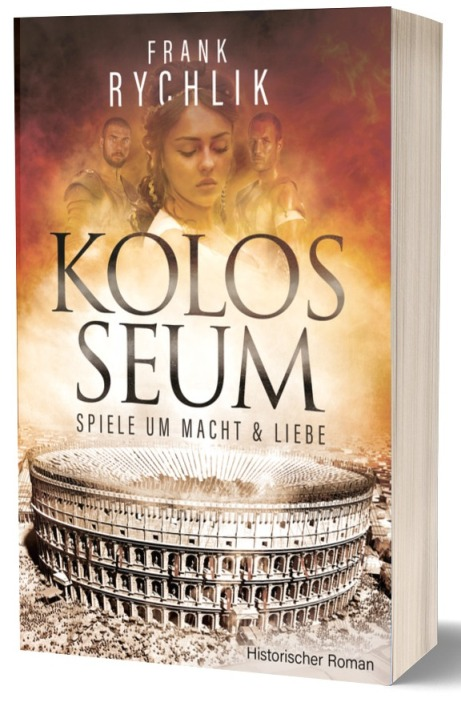 FRANK
RYCHLIK
KOLOS
SEUM
SPIELE UM MACHT & LIEBE
Historischer Roman